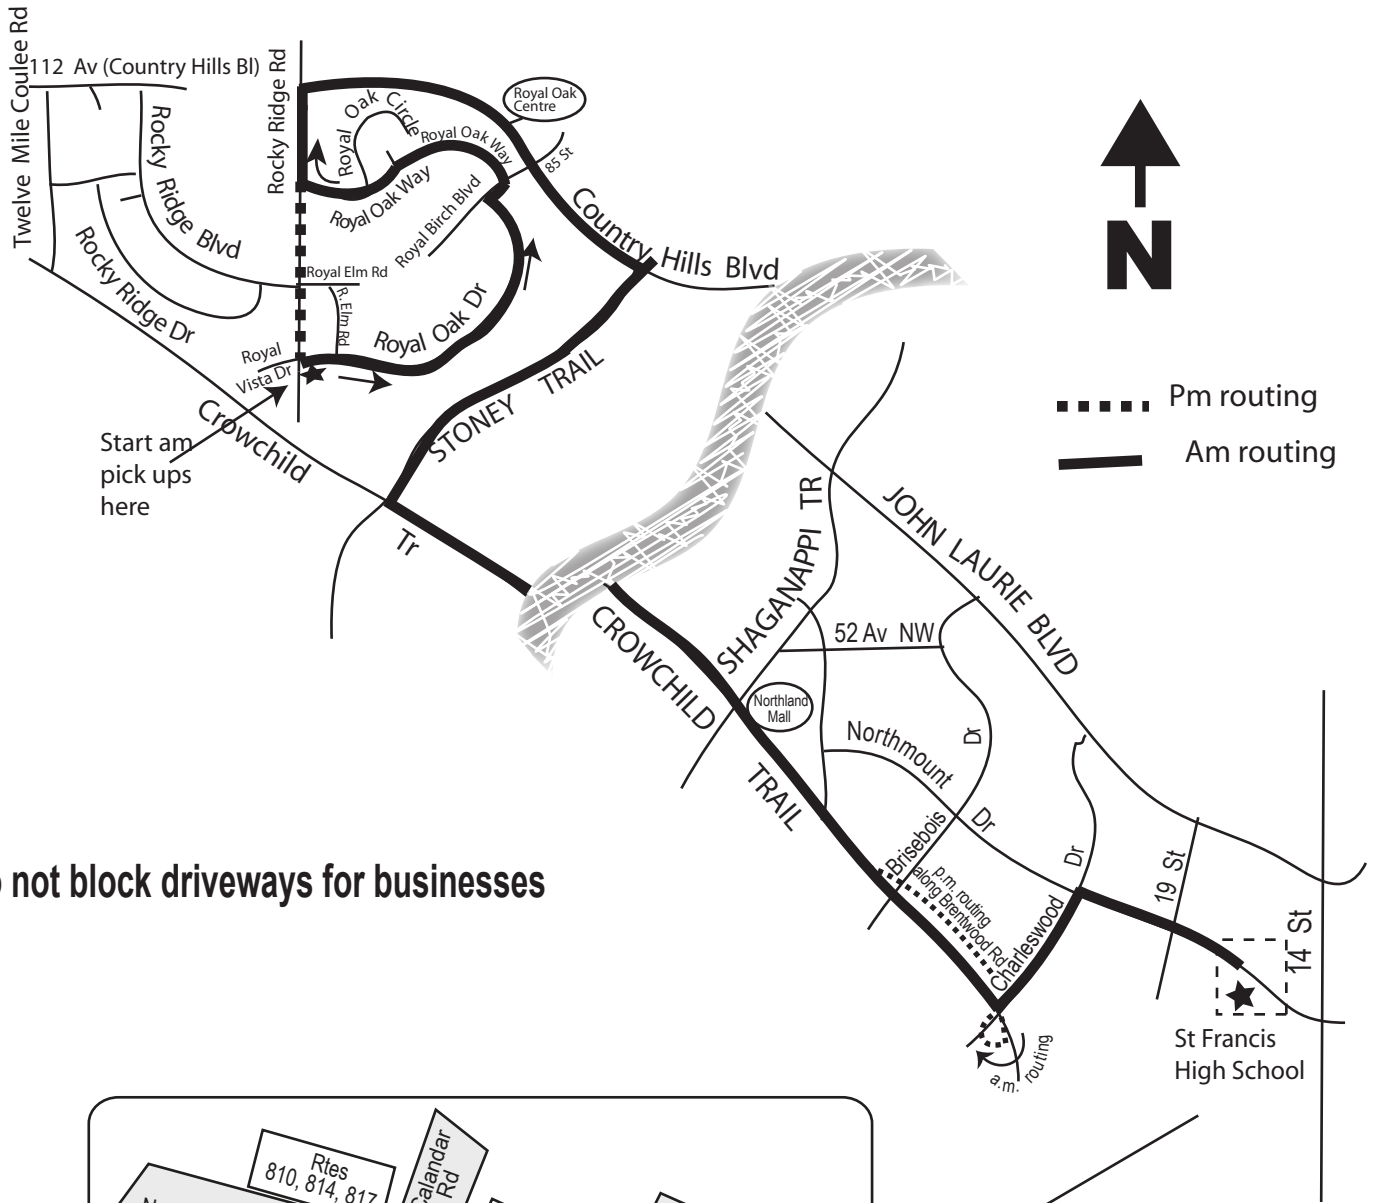 Twelve Mile Coulee Rd
112 Av (Country Hills Bl)
Rocky Ridge Rd
Rocky Ridge Blvd
Royal Oak Circle
Royal Oak
Centre
Royal Oak Way
85 St
Royal Oak Way
Royal Birch Blvd
Country Hills Blvd
N
Rocky Ridge Dr
Royal Elm Rd
R. Elm Rd
Royal Oak Dr
Royal
Vista Dr
STONEY TRAIL
Crowchild Tr
Start am
pick ups
here
Pm routing
Am routing
SHAGANAPPI TR
JOHN LAURIE BLVD
52 Av NW
CROWCHILD TRAIL
Northland
Mall
Northmount Dr
Brisebois Dr
p.m. routing
along Brentwood Rd
Charleswood Dr
19 St
14 St
a.m. routing
St Francis
High School
not block driveways for businesses
Rtes
810, 814, 817
Rd